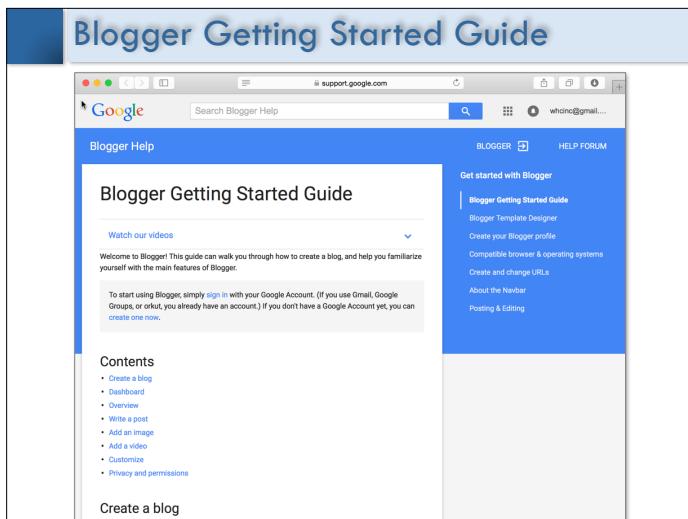 Blogger Getting Started Guide
support.google.com
Google
Search Blogger Help
whcinc@gmail....
Blogger Help
BLOGGER
HELP FORUM
Get started with Blogger
Blogger Getting Started Guide
Blogger Template Designer
Create your Blogger profile
Compatible browser & operating systems
Create and change URLs
About the Navbar
Posting & Editing
Blogger Getting Started Guide
Watch our videos
Welcome to Blogger! This guide can walk you through how to create a blog, and help you familiarize
yourself with the main features of Blogger.
To start using Blogger, simply sign in with your Google Account. (If you use Gmail, Google
Groups, or orkut, you already have an account.) If you don't have a Google Account yet, you can
create one now.
Contents
• Create a blog
• Dashboard
• Overview
• Write a post
• Add an image
• Add a video
• Customize
• Privacy and permissions
Create a blog